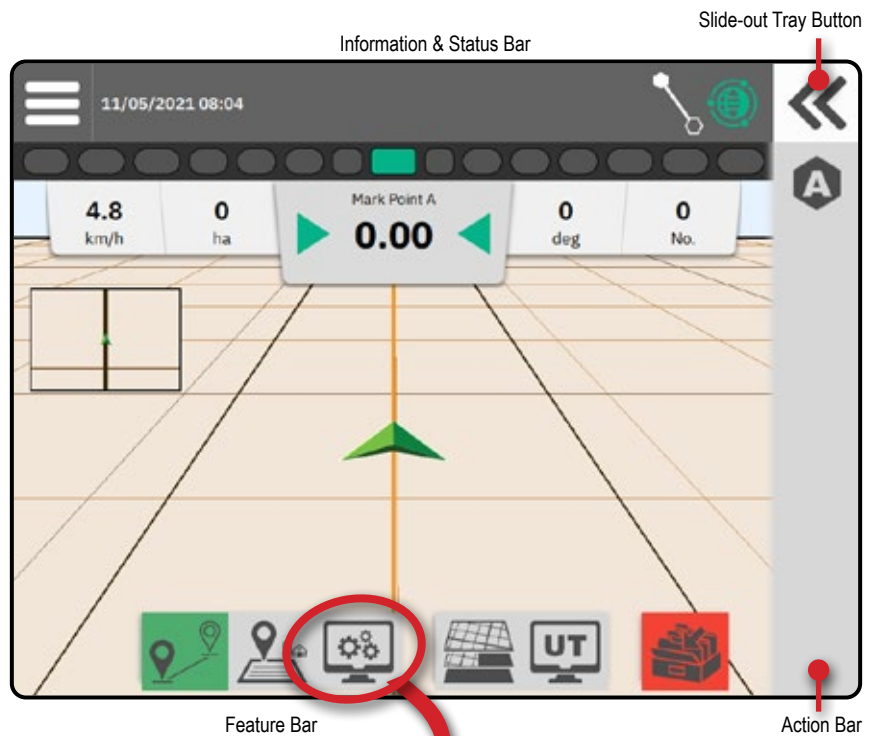 Slide-out Tray Button
Information & Status Bar
11/05/2021 08:04
A
4.8
km/h
0
ha
Mark Point A
0.00
0
deg
0
No.
UT
Feature Bar
Action Bar